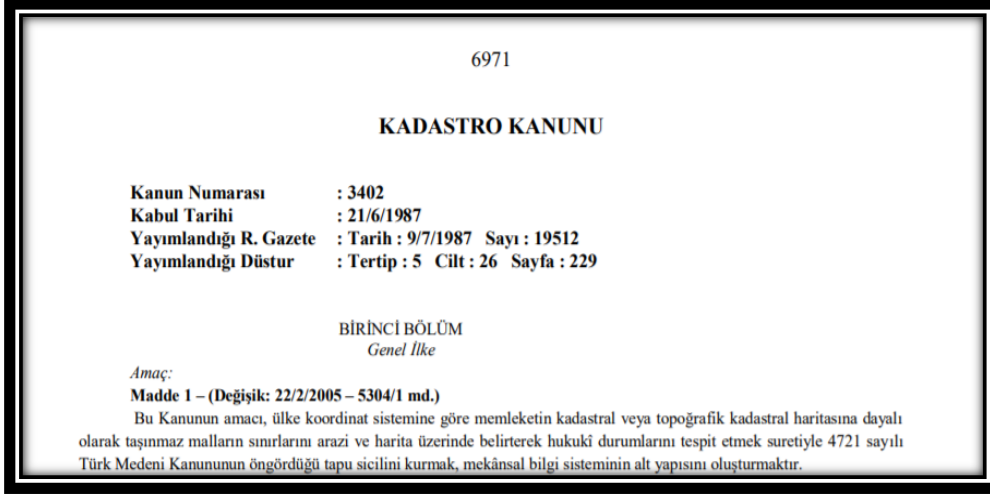 6971
KADASTRO KANUNU
Kanun Numarası : 3402
Kabul Tarihi : 21/6/1987
Yayımlandığı R. Gazete : Tarih : 9/7/1987 Sayı : 19512
Yayımlandığı Düstur : Tertip : 5 Cilt : 26 Sayfa : 229
BİRİNCİ BÖLÜM
Genel İlke
Amaç:
Madde 1 – (Değişik: 22/2/2005 – 5304/1 md.)
Bu Kanunun amacı, ülke koordinat sistemine göre memleketin kadastral veya topoğrafik kadastral haritasına dayalı
olarak taşınmaz malların sınırlarını arazi ve harita üzerinde belirterek hukukî durumlarını tespit etmek suretiyle 4721 sayılı
Türk Medeni Kanununun öngördüğü tapu sicilini kurmak, mekânsal bilgi sisteminin alt yapısını oluşturmaktır.